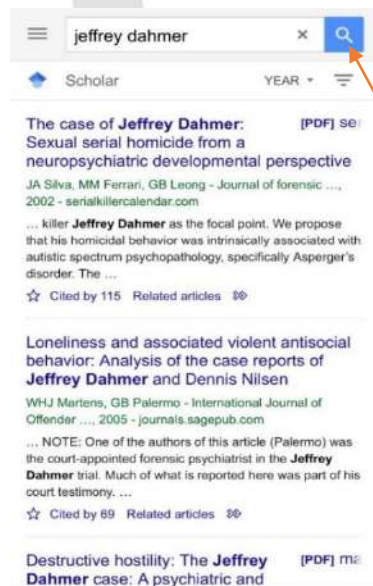 jeffrey dahmer ×
Scholar YEAR
The case of Jeffrey Dahmer: [PDF] se
Sexual serial homicide from a
neuropsychiatric developmental perspective
JA Silva, MM Ferrari, GB Leong - Journal of forensic ...,
2002 - serialkillercalendar.com
... killer Jeffrey Dahmer as the focal point. We propose
that his homicidal behavior was intrinsically associated with
autistic spectrum psychopathology, specifically Asperger's
disorder. The ...
Cited by 115 Related articles
Loneliness and associated violent antisocial
behavior: Analysis of the case reports of
Jeffrey Dahmer and Dennis Nilsen
WHJ Martens, GB Palermo - International Journal of
Offender ..., 2005 - journals.sagepub.com
... NOTE: One of the authors of this article (Palermo) was
the court-appointed forensic psychiatrist in the Jeffrey
Dahmer trial. Much of what is reported here was part of his
court testimony. ...
Cited by 69 Related articles
Destructive hostility: The Jeffrey [PDF] ma
Dahmer case: A psychiatric and